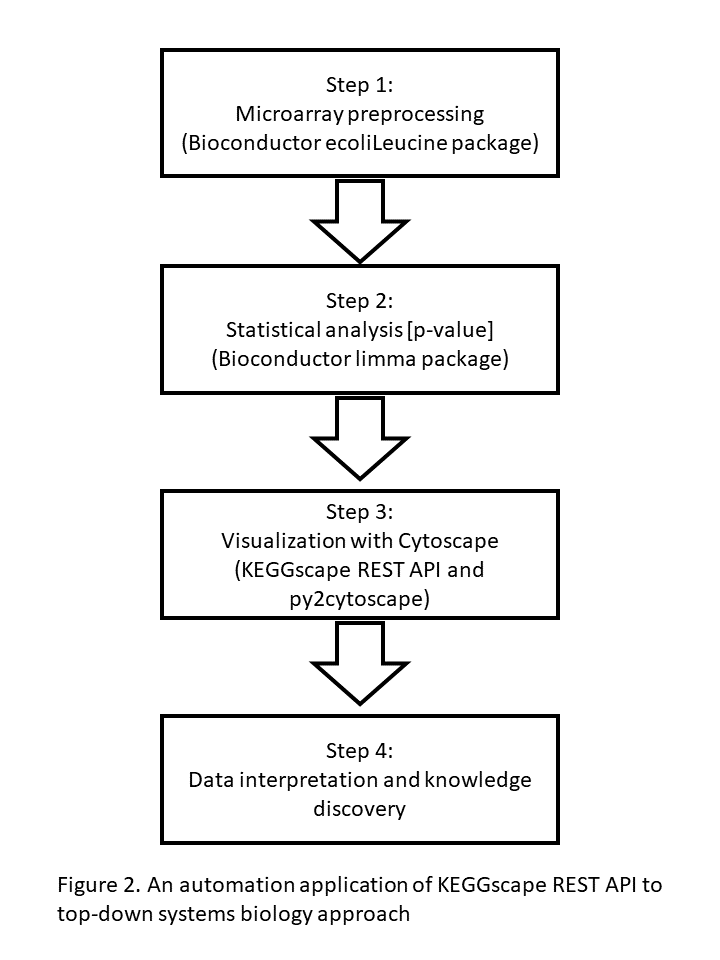 Step 1:
Microarray preprocessing
(Bioconductor ecoliLeucine package)
Step 2:
Statistical analysis [p-value]
(Bioconductor limma package)
Step 3:
Visualization with Cytoscape
(KEGGscape REST API and
py2cytoscape)
Step 4:
Data interpretation and knowledge
discovery
Figure 2. An automation application of KEGGscape REST API to
top-down systems biology approach